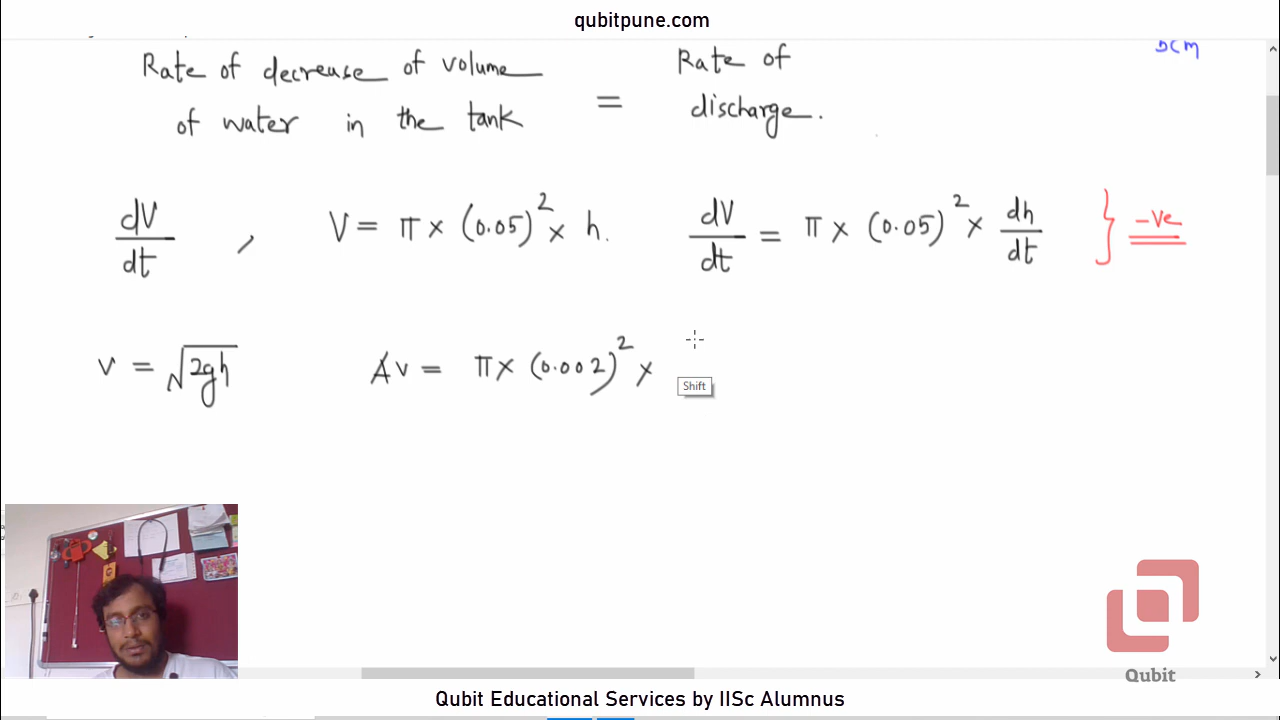 qubitpune.com
5cm
Rate of decrease of volume of water in the tank = Rate of discharge.
dV/dt , V = π × (0.05)² × h. dV/dt = π × (0.05)² × dh/dt } -ve
v = √2gh Av = π × (0.002)² ×
Shift
Qubit
Qubit Educational Services by IISc Alumnus